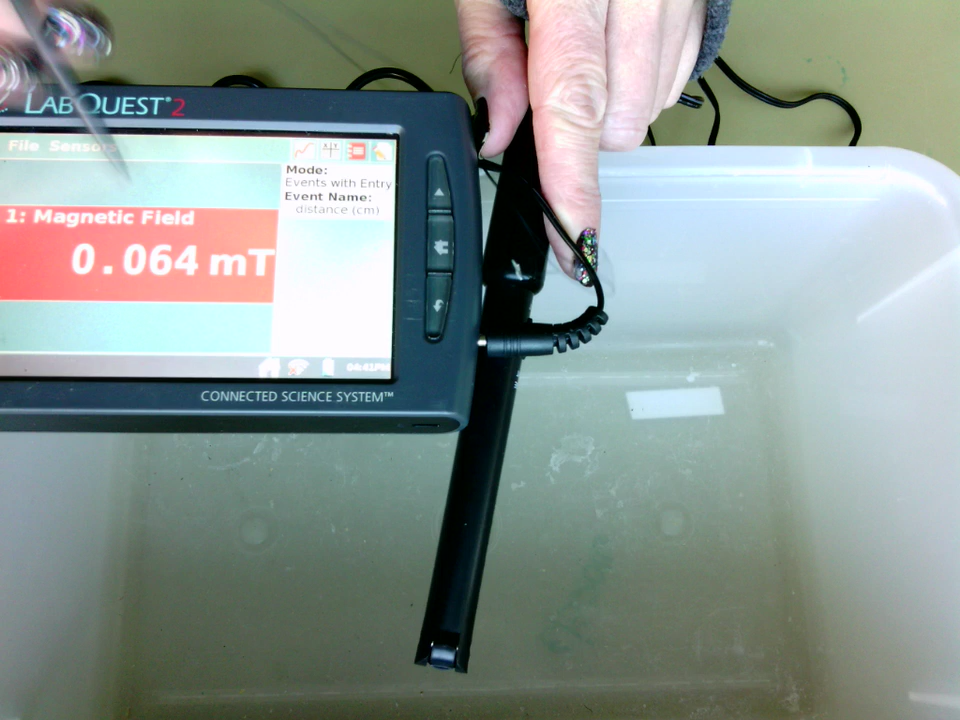 LABQUEST®2
File Sensors
Mode:
Events with Entry
Event Name:
distance (cm)
1: Magnetic Field
0.064 mT
CONNECTED SCIENCE SYSTEM™